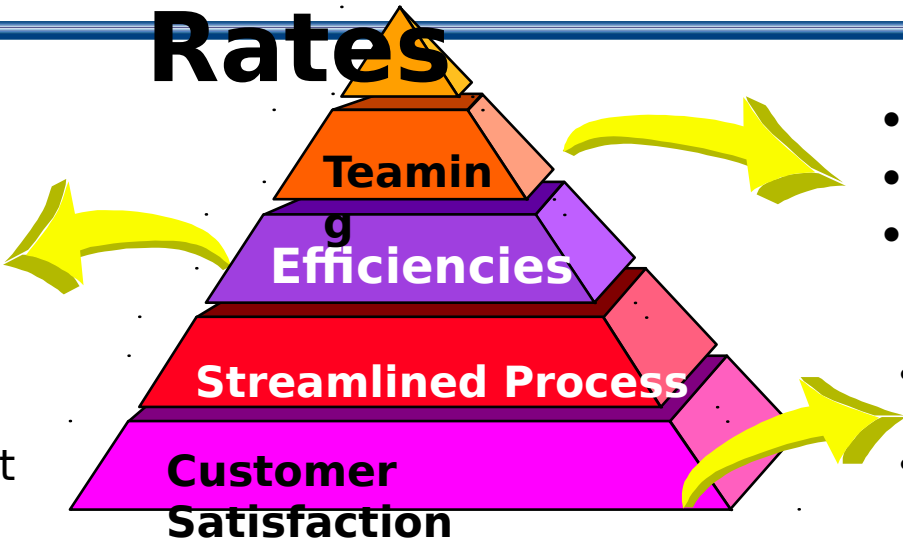 Rates
Teamin
g
Efficiencies
Streamlined Process
t
Customer
Satisfaction